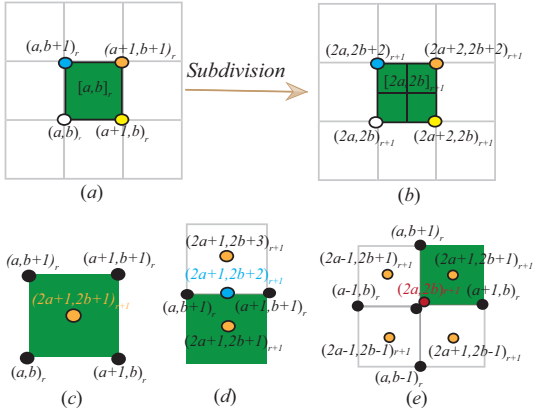 (a,b+1)r (a+1,b+1)r
[a,b]r
(a,b)r (a+1,b)r
(a)
Subdivision
(2a,2b+2)r+1 (2a+2,2b+2)r+1
[2a,2b]r+1
(2a,2b)r+1 (2a+2,2b)r+1
(b)
(a,b+1)r (a+1,b+1)r
(2a+1,2b+1)r+1
(a,b)r (a+1,b)r
(c)
(2a+1,2b+3)r+1
(2a+1,2b+2)r+1
(a,b+1)r (a+1,b+1)r
(2a+1,2b+1)r+1
(d)
(a,b+1)r
(2a-1,2b+1)r+1 (2a+1,2b+1)r+1
(a-1,b)r (2a,2b)r+1 (a+1,b)r
(2a-1,2b-1)r+1 (2a+1,2b-1)r+1
(a,b-1)r
(e)